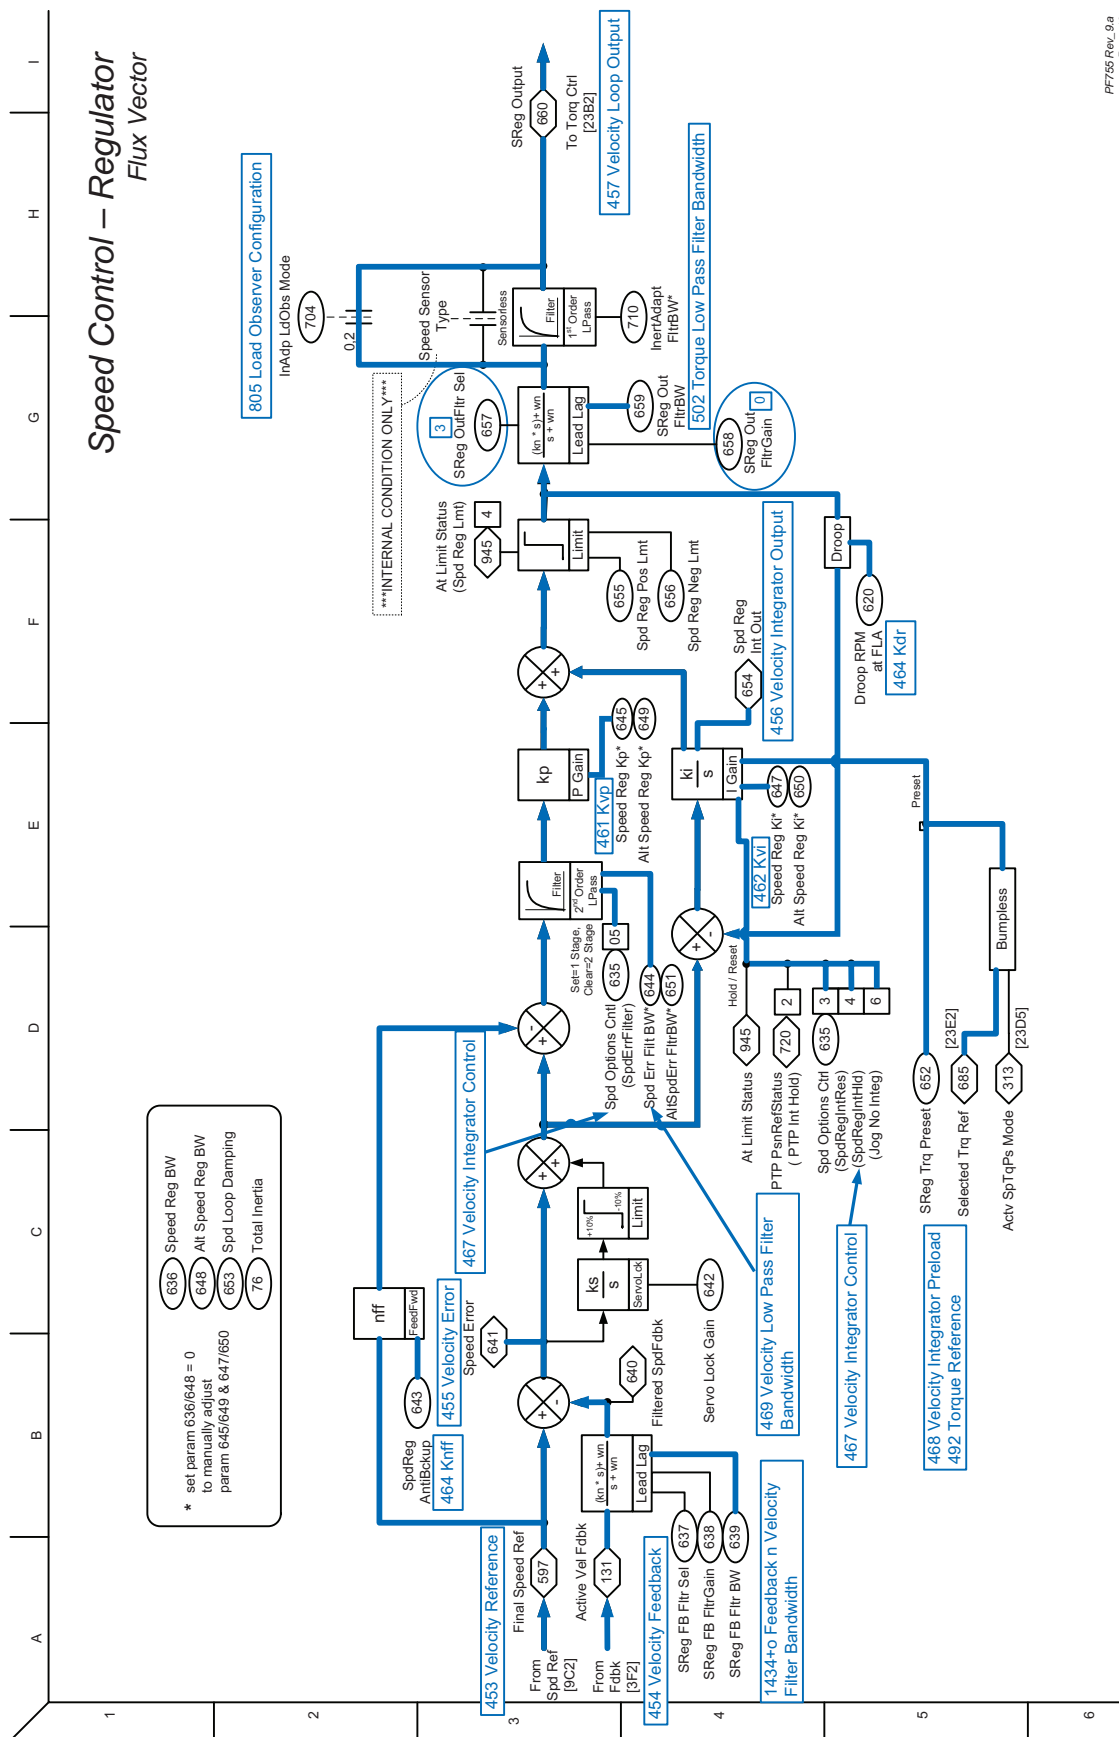 Speed Control – Regulator
Flux Vector
A
B
C
D
E
F
G
H
I
1
2
3
4
5
6
* set param 636/648 = 0
to manually adjust
param 645/649 & 647/650
636 Speed Reg BW
648 Alt Speed Reg BW
653 Spd Loop Damping
76 Total Inertia
805 Load Observer Configuration
InAdp LdObs Mode
704
0,2
***INTERNAL CONDITION ONLY***
Speed Sensor
Type
Sensorless
453 Velocity Reference
Final Speed Ref
597
From
Spd Ref
[9C2]
SpdReg
AntiBckup
643
464 Knff
nff
FeedFwd
455 Velocity Error
Speed Error
641
+
-
Active Vel Fdbk
131
From
Fdbk
[3F2]
454 Velocity Feedback
(kn * s)+ wn
s + wn
Lead Lag
640
Filtered SpdFdbk
SReg FB Fltr Sel
637
SReg FB FltrGain
638
SReg FB Fltr BW
639
1434+o Feedback n Velocity
Filter Bandwidth
ks
s
ServoLck
642
Servo Lock Gain
+10%
-10%
Limit
+
+
467 Velocity Integrator Control
+
-
Set=1 Stage,
Clear=2 Stage
635
05
Spd Options Cntl
(SpdErrFilter)
Spd Err Filt BW*
644
AltSpdErr FltrBW*
651
469 Velocity Low Pass Filter
Bandwidth
Filter
2nd Order
LPass
kp
P Gain
461 Kvp
645
Speed Reg Kp*
649
Alt Speed Reg Kp*
+
+
At Limit Status
(Spd Reg Lmt)
945
4
Limit
655
Spd Reg Pos Lmt
656
Spd Reg Neg Lmt
3
SReg OutFltr Sel
657
(kn * s)+ wn
s + wn
Lead Lag
659
SReg Out
FltrBW
502 Torque Low Pass Filter Bandwidth
658
SReg Out
FltrGain
0
Filter
1st Order
LPass
710
InertAdapt
FltrBW*
SReg Output
660
To Torq Ctrl
[23B2]
457 Velocity Loop Output
+
-
ki
s
I Gain
654
Spd Reg
Int Out
456 Velocity Integrator Output
462 Kvi
647
Speed Reg Ki*
650
Alt Speed Reg Ki*
Hold / Reset
945
At Limit Status
2
720
PTP PsnRefStatus
( PTP Int Hold)
635
3
4
6
Spd Options Ctrl
(SpdRegIntRes)
(SpdRegIntHld)
(Jog No Integ)
467 Velocity Integrator Control
Droop
620
Droop RPM
at FLA
464 Kdr
Preset
SReg Trq Preset
652
468 Velocity Integrator Preload
492 Torque Reference
Selected Trq Ref
685
[23E2]
Actv SpTqPs Mode
313
[23D5]
Bumpless
PF755 Rev_9.a